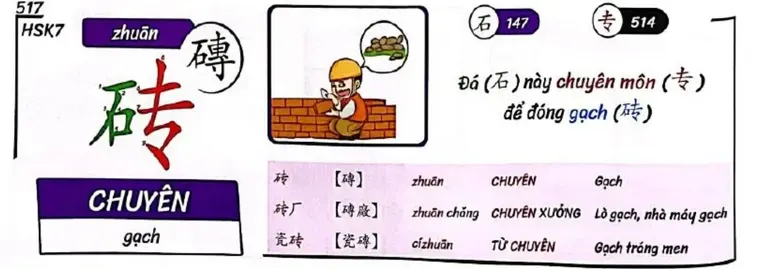 517
HSK7
zhuān
磚
砖
CHUYÊN
gạch
石 147
专 514
Đá (石) này chuyên môn (专)
để đóng gạch (砖)
砖 【磚】 zhuān CHUYÊN Gạch
砖厂 【磚廠】 zhuān chǎng CHUYÊN XƯỞNG Lò gạch, nhà máy gạch
瓷砖 【瓷磚】 cízhuān TỪ CHUYÊN Gạch tráng men